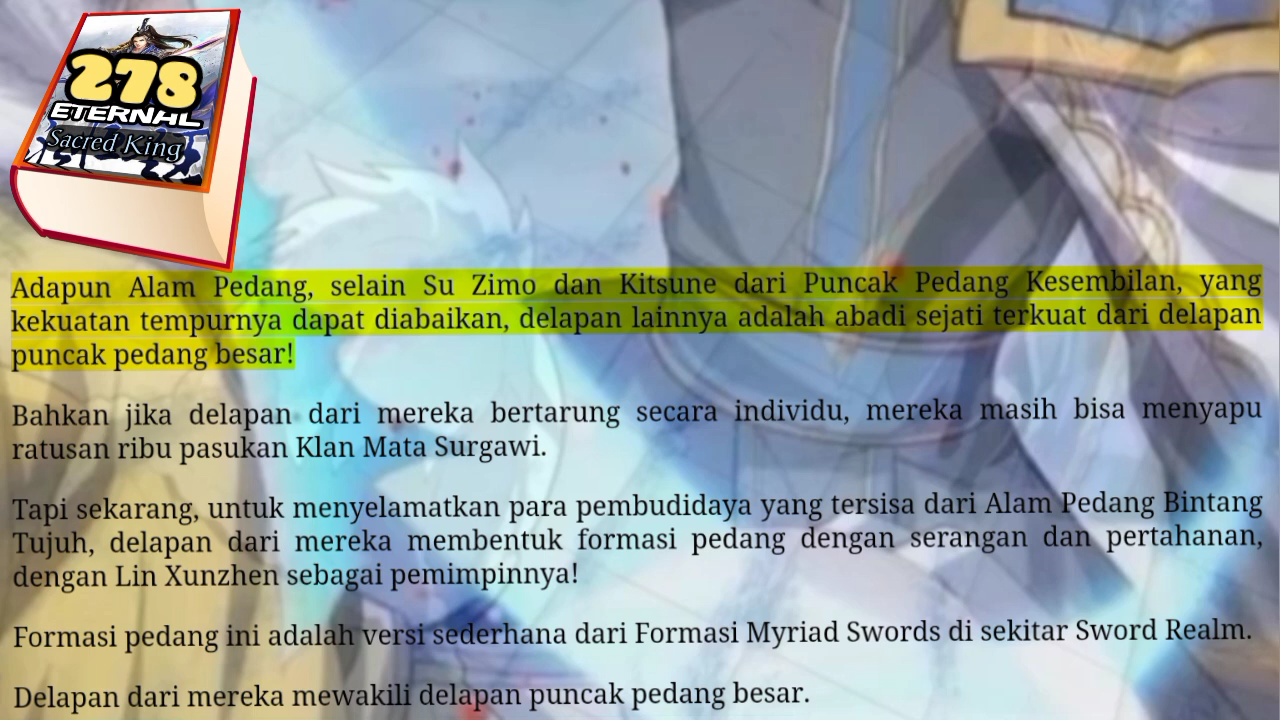 278
ETERNAL
Sacred King
Adapun Alam Pedang, selain Su Zimo dan Kitsune dari Puncak Pedang Kesembilan, yang
kekuatan tempurnya dapat diabaikan, delapan lainnya adalah abadi sejati terkuat dari delapan
puncak pedang besar!
Bahkan jika delapan dari mereka bertarung secara individu, mereka masih bisa menyapu
ratusan ribu pasukan Klan Mata Surgawi.
Tapi sekarang, untuk menyelamatkan para pembudidaya yang tersisa dari Alam Pedang Bintang
Tujuh, delapan dari mereka membentuk formasi pedang dengan serangan dan pertahanan,
dengan Lin Xunzhen sebagai pemimpinnya!
Formasi pedang ini adalah versi sederhana dari Formasi Myriad Swords di sekitar Sword Realm.
Delapan dari mereka mewakili delapan puncak pedang besar.